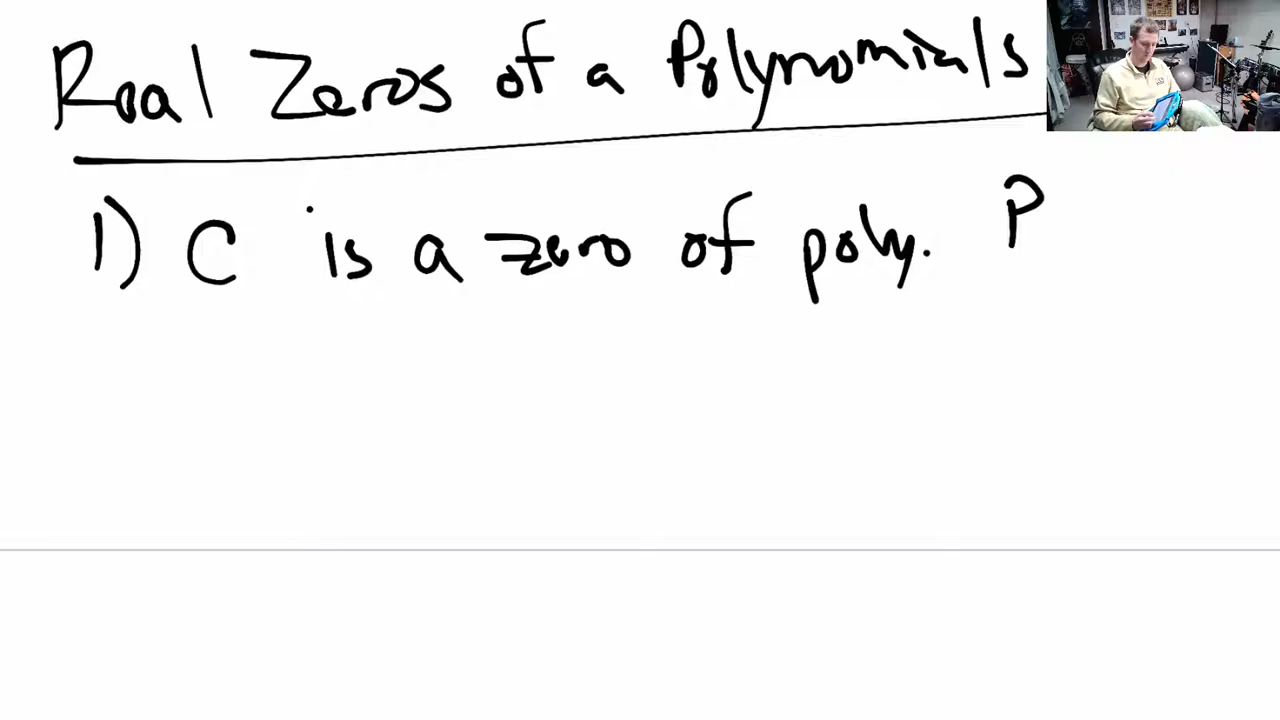 Real Zeros of a Polynomials
1) C is a zero of poly. P